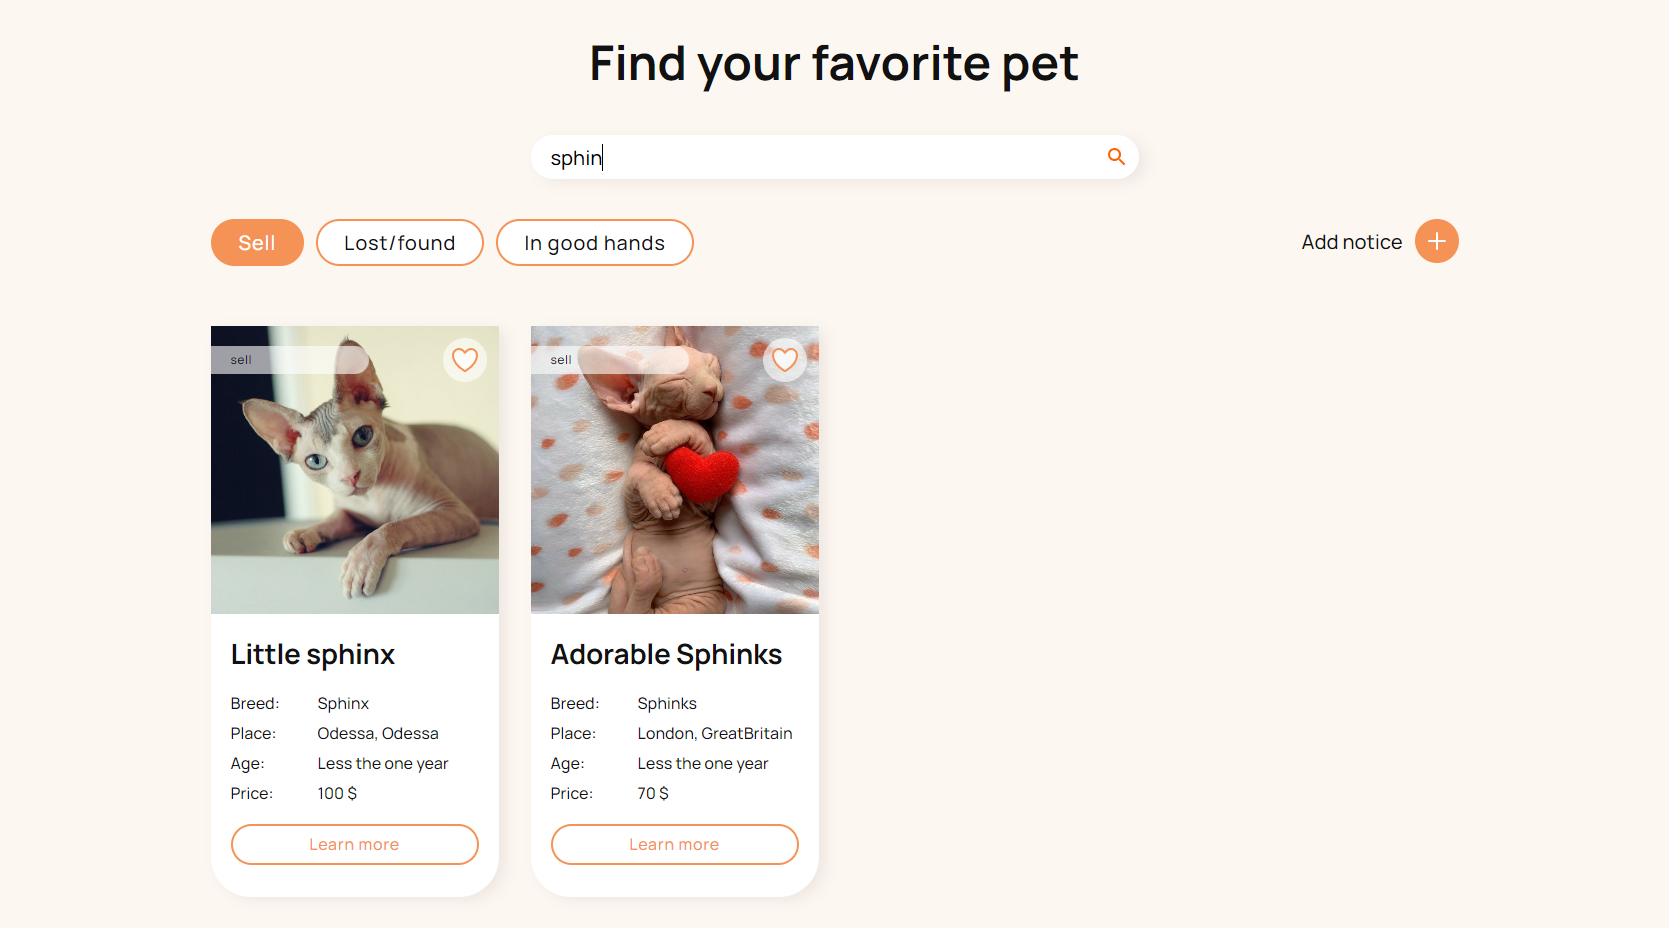 Find your favorite pet
sphin
Sell
Lost/found
In good hands
Add notice
sell
Little sphinx
Breed: Sphinx
Place: Odessa, Odessa
Age: Less the one year
Price: 100 $
Learn more
sell
Adorable Sphinks
Breed: Sphinks
Place: London, GreatBritain
Age: Less the one year
Price: 70 $
Learn more